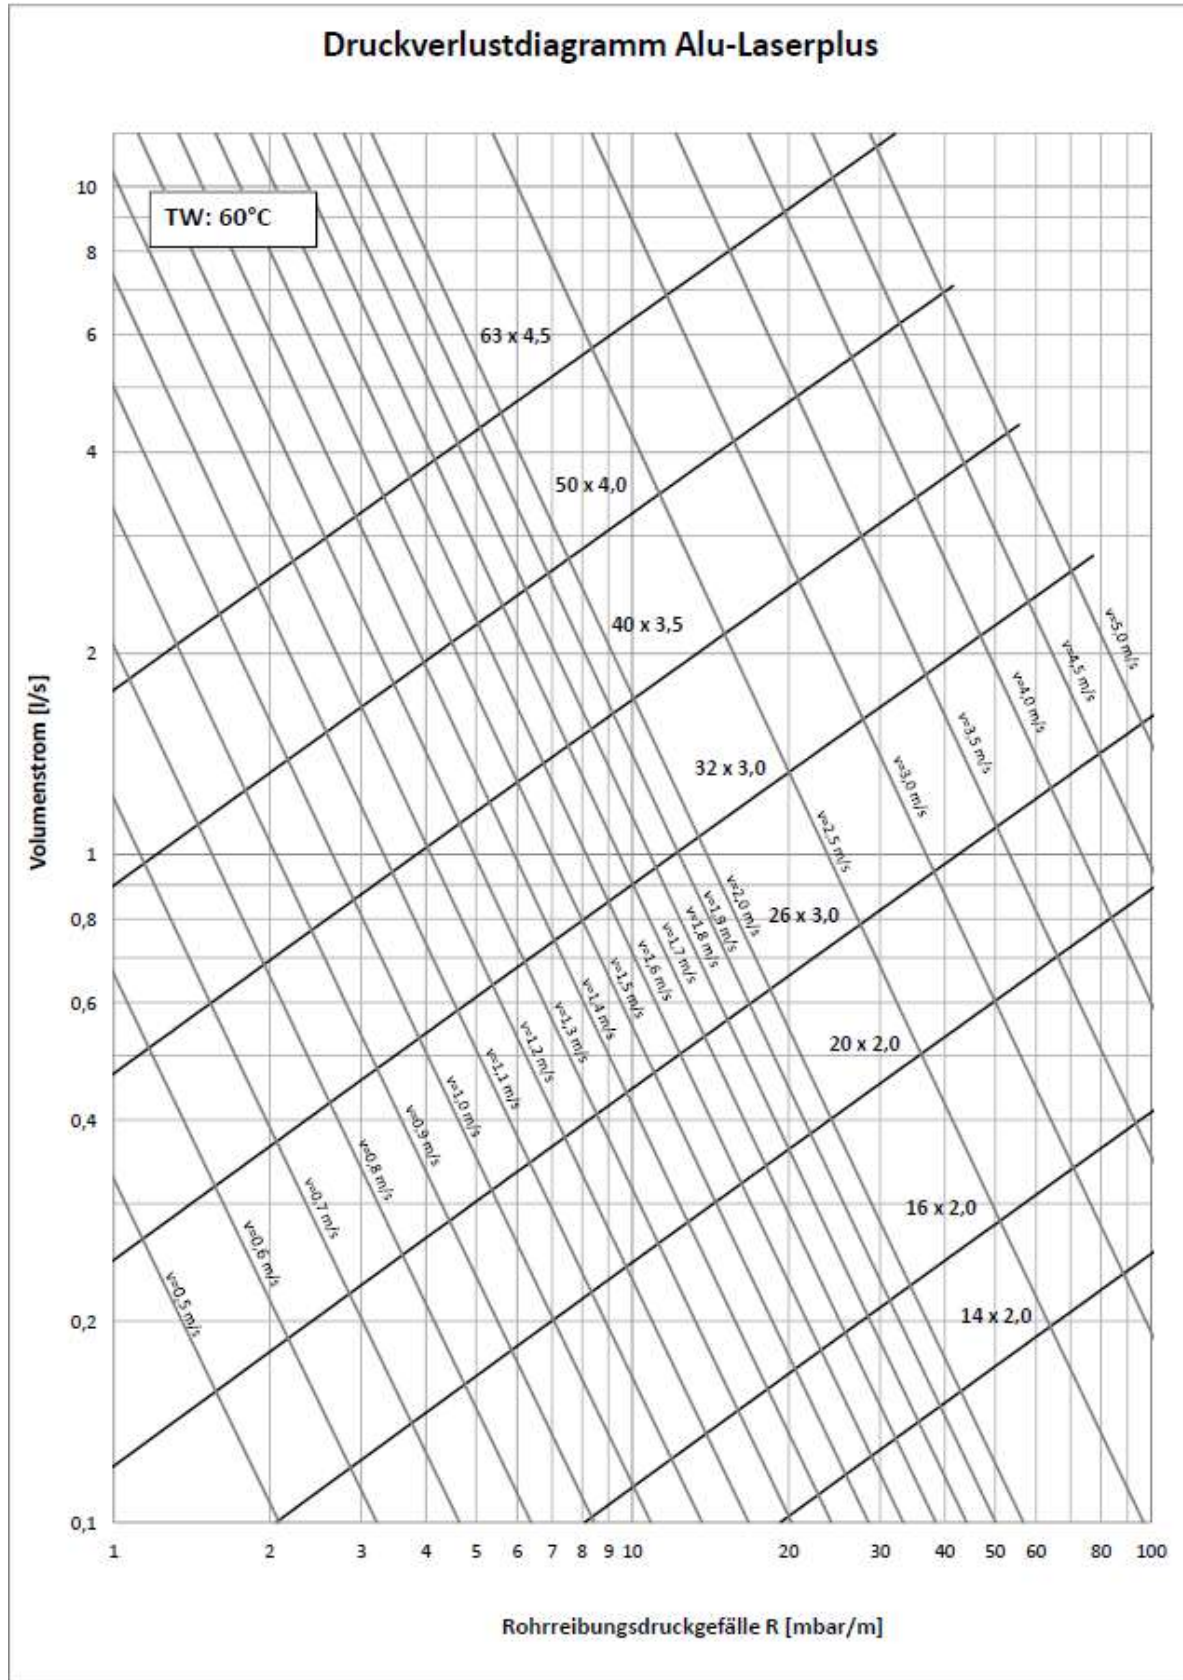 Druckverlustdiagramm Alu-Laserplus
TW: 60°C
10
8
6
4
2
1
0,8
0,6
0,4
0,2
0,1
Volumenstrom [l/s]
63 x 4,5
50 x 4,0
40 x 3,5
32 x 3,0
26 x 3,0
20 x 2,0
16 x 2,0
14 x 2,0
v=5,0 m/s
v=4,5 m/s
v=4,0 m/s
v=3,5 m/s
v=3,0 m/s
v=2,5 m/s
v=2,0 m/s
v=1,9 m/s
v=1,8 m/s
v=1,7 m/s
v=1,6 m/s
v=1,5 m/s
v=1,4 m/s
v=1,3 m/s
v=1,2 m/s
v=1,1 m/s
v=1,0 m/s
v=0,9 m/s
v=0,8 m/s
v=0,7 m/s
v=0,6 m/s
v=0,5 m/s
1 2 3 4 5 6 7 8 9 10 20 30 40 50 60 80 100
Rohrreibungsdruckgefälle R [mbar/m]